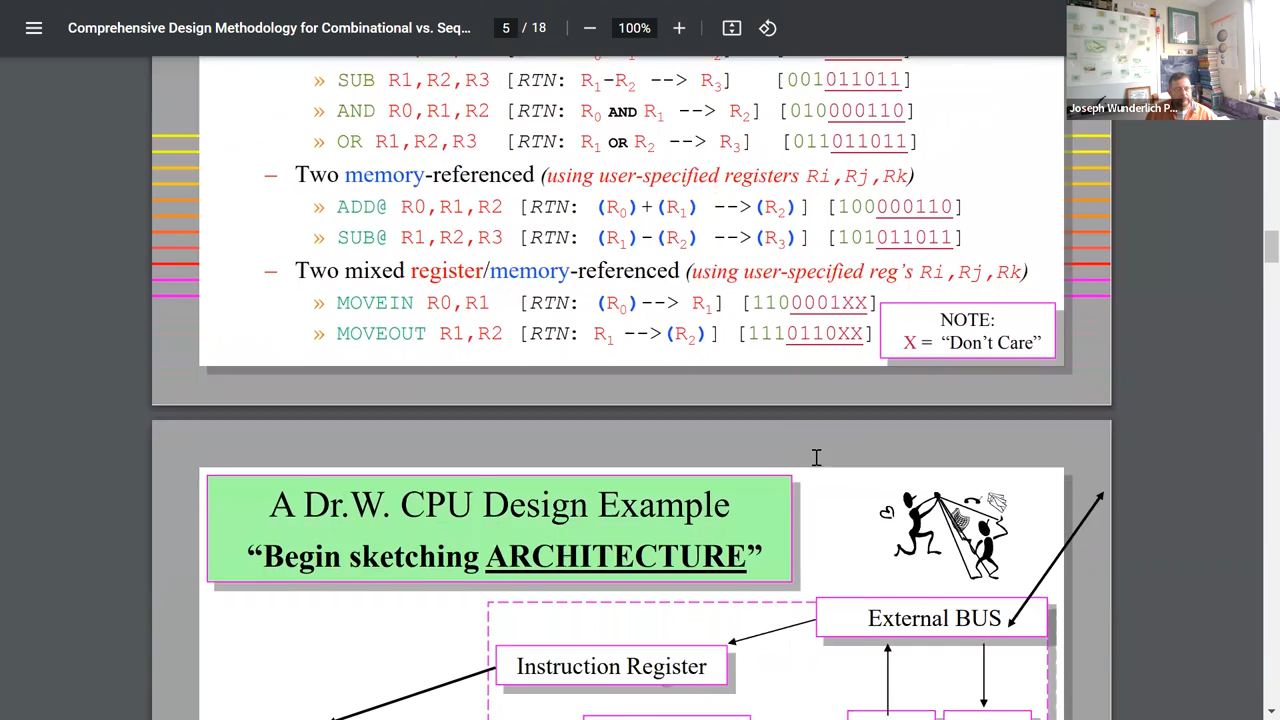 Comprehensive Design Methodology for Combinational vs. Seq...
5 / 18
100%
Joseph Wunderlich P...
» SUB R1,R2,R3 [RTN: R1-R2 --> R3] [001011011]
» AND R0,R1,R2 [RTN: R0 AND R1 --> R2] [010000110]
» OR R1,R2,R3 [RTN: R1 OR R2 --> R3] [011011011]
– Two memory-referenced (using user-specified registers Ri,Rj,Rk)
» ADD@ R0,R1,R2 [RTN: (R0)+(R1) -->(R2)] [100000110]
» SUB@ R1,R2,R3 [RTN: (R1)-(R2) -->(R3)] [101011011]
– Two mixed register/memory-referenced (using user-specified reg's Ri,Rj,Rk)
» MOVEIN R0,R1 [RTN: (R0)--> R1] [1100001XX]
» MOVEOUT R1,R2 [RTN: R1 -->(R2)] [1110110XX]
NOTE:
X = “Don’t Care”
A Dr.W. CPU Design Example
“Begin sketching ARCHITECTURE”
External BUS
Instruction Register